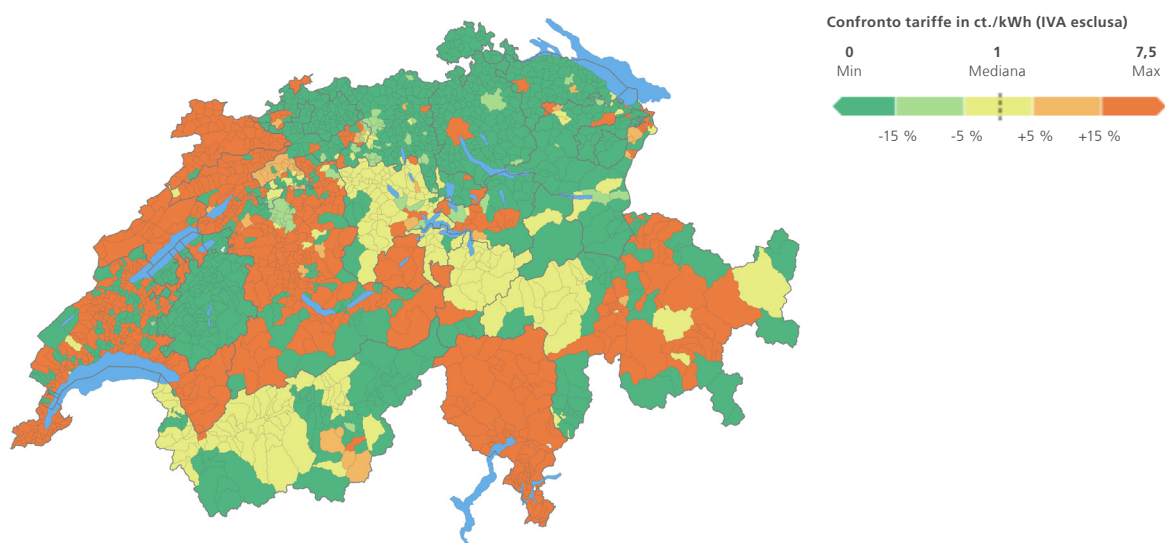 Confronto tariffe in ct./kWh (IVA esclusa)
0 1 7,5
Min Mediana Max
-15 % -5 % +5 % +15 %